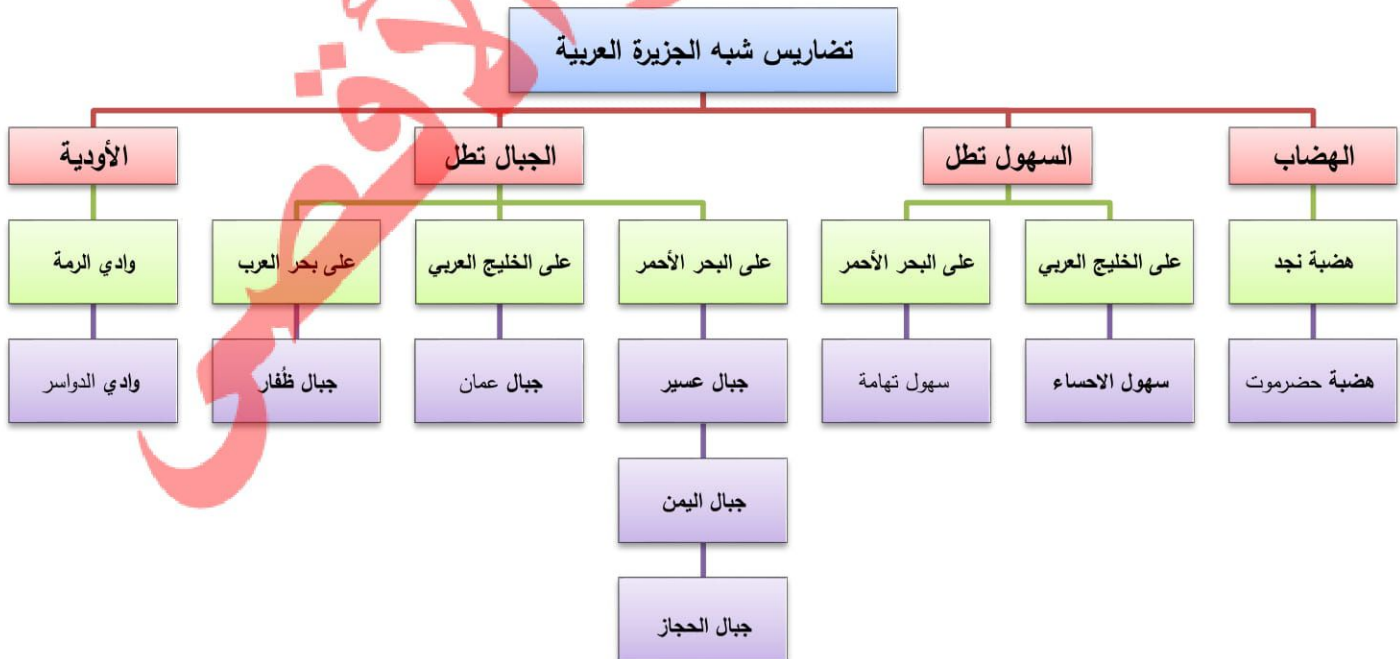 تضاريس شبه الجزيرة العربية
الهضاب
السهول تطل
الجبال تطل
الأودية
هضبة نجد
على الخليج العربي
على البحر الأحمر
على البحر الأحمر
على الخليج العربي
على بحر العرب
وادي الرمة
هضبة حضرموت
سهول الاحساء
سهول تهامة
جبال عسير
جبال عمان
جبال ظُفار
وادي الدواسر
جبال اليمن
جبال الحجاز